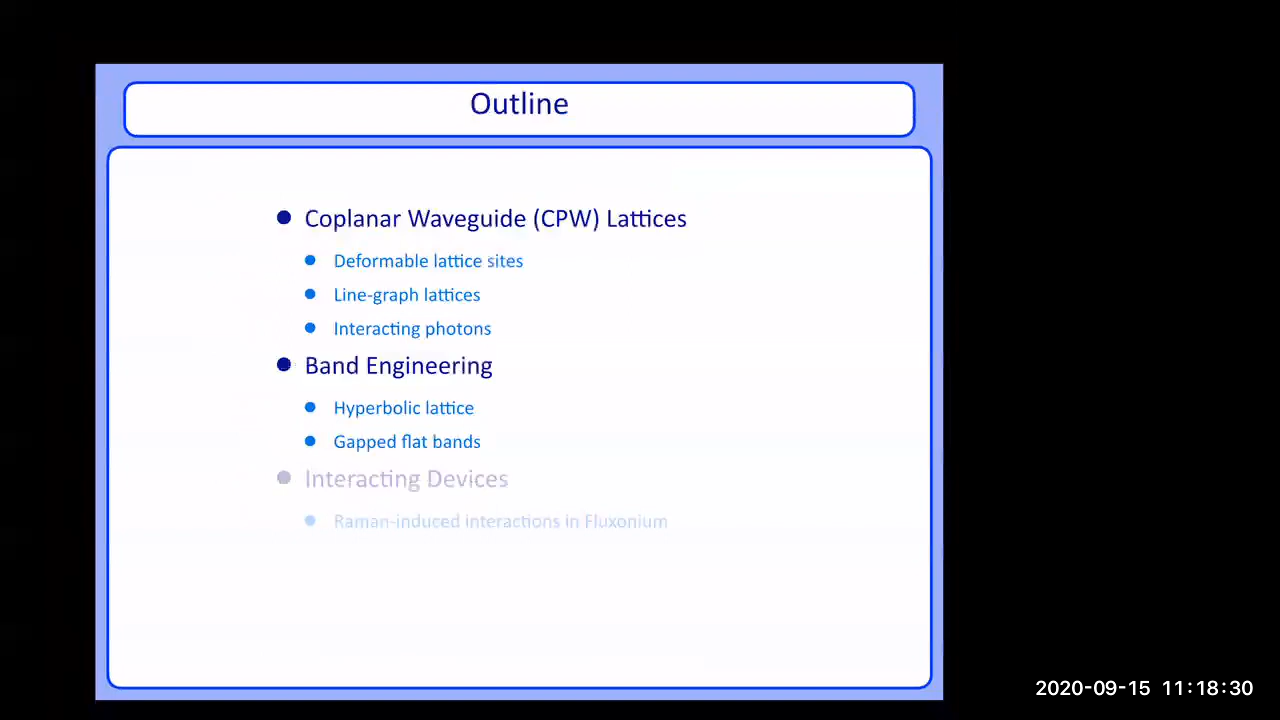 Outline
Coplanar Waveguide (CPW) Lattices
Deformable lattice sites
Line-graph lattices
Interacting photons
Band Engineering
Hyperbolic lattice
Gapped flat bands
Interacting Devices
Raman-induced interactions in Fluxonium
2020-09-15 11:18:30